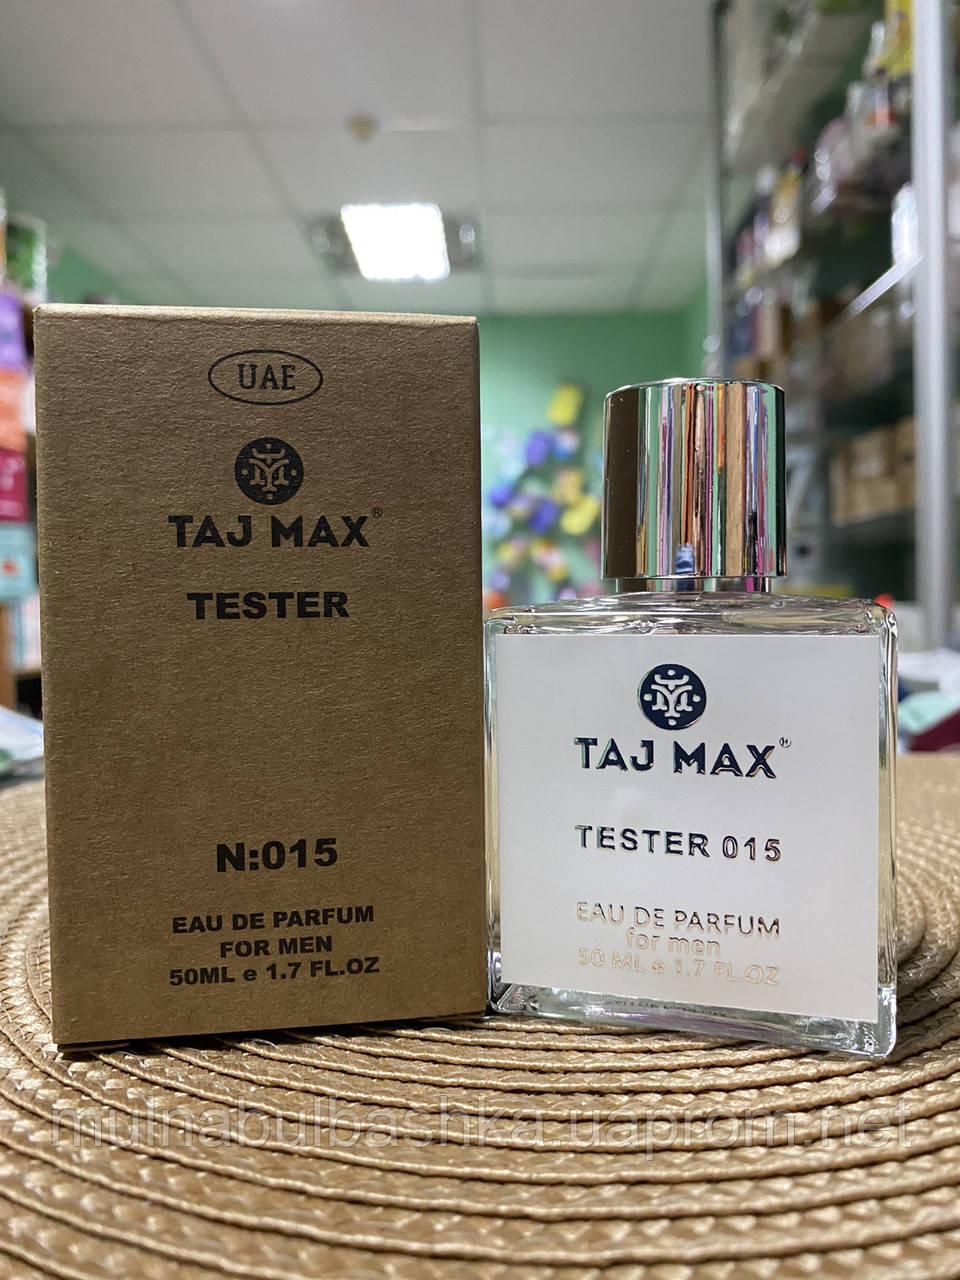 UAE
TAJ MAX®
TESTER
N:015
EAU DE PARFUM
FOR MEN
50ML e 1.7 FL.OZ
TAJ MAX®
TESTER 015
EAU DE PARFUM
for men
50 ML e 1.7 FL.OZ
mulnabulbashka.uaprom.net